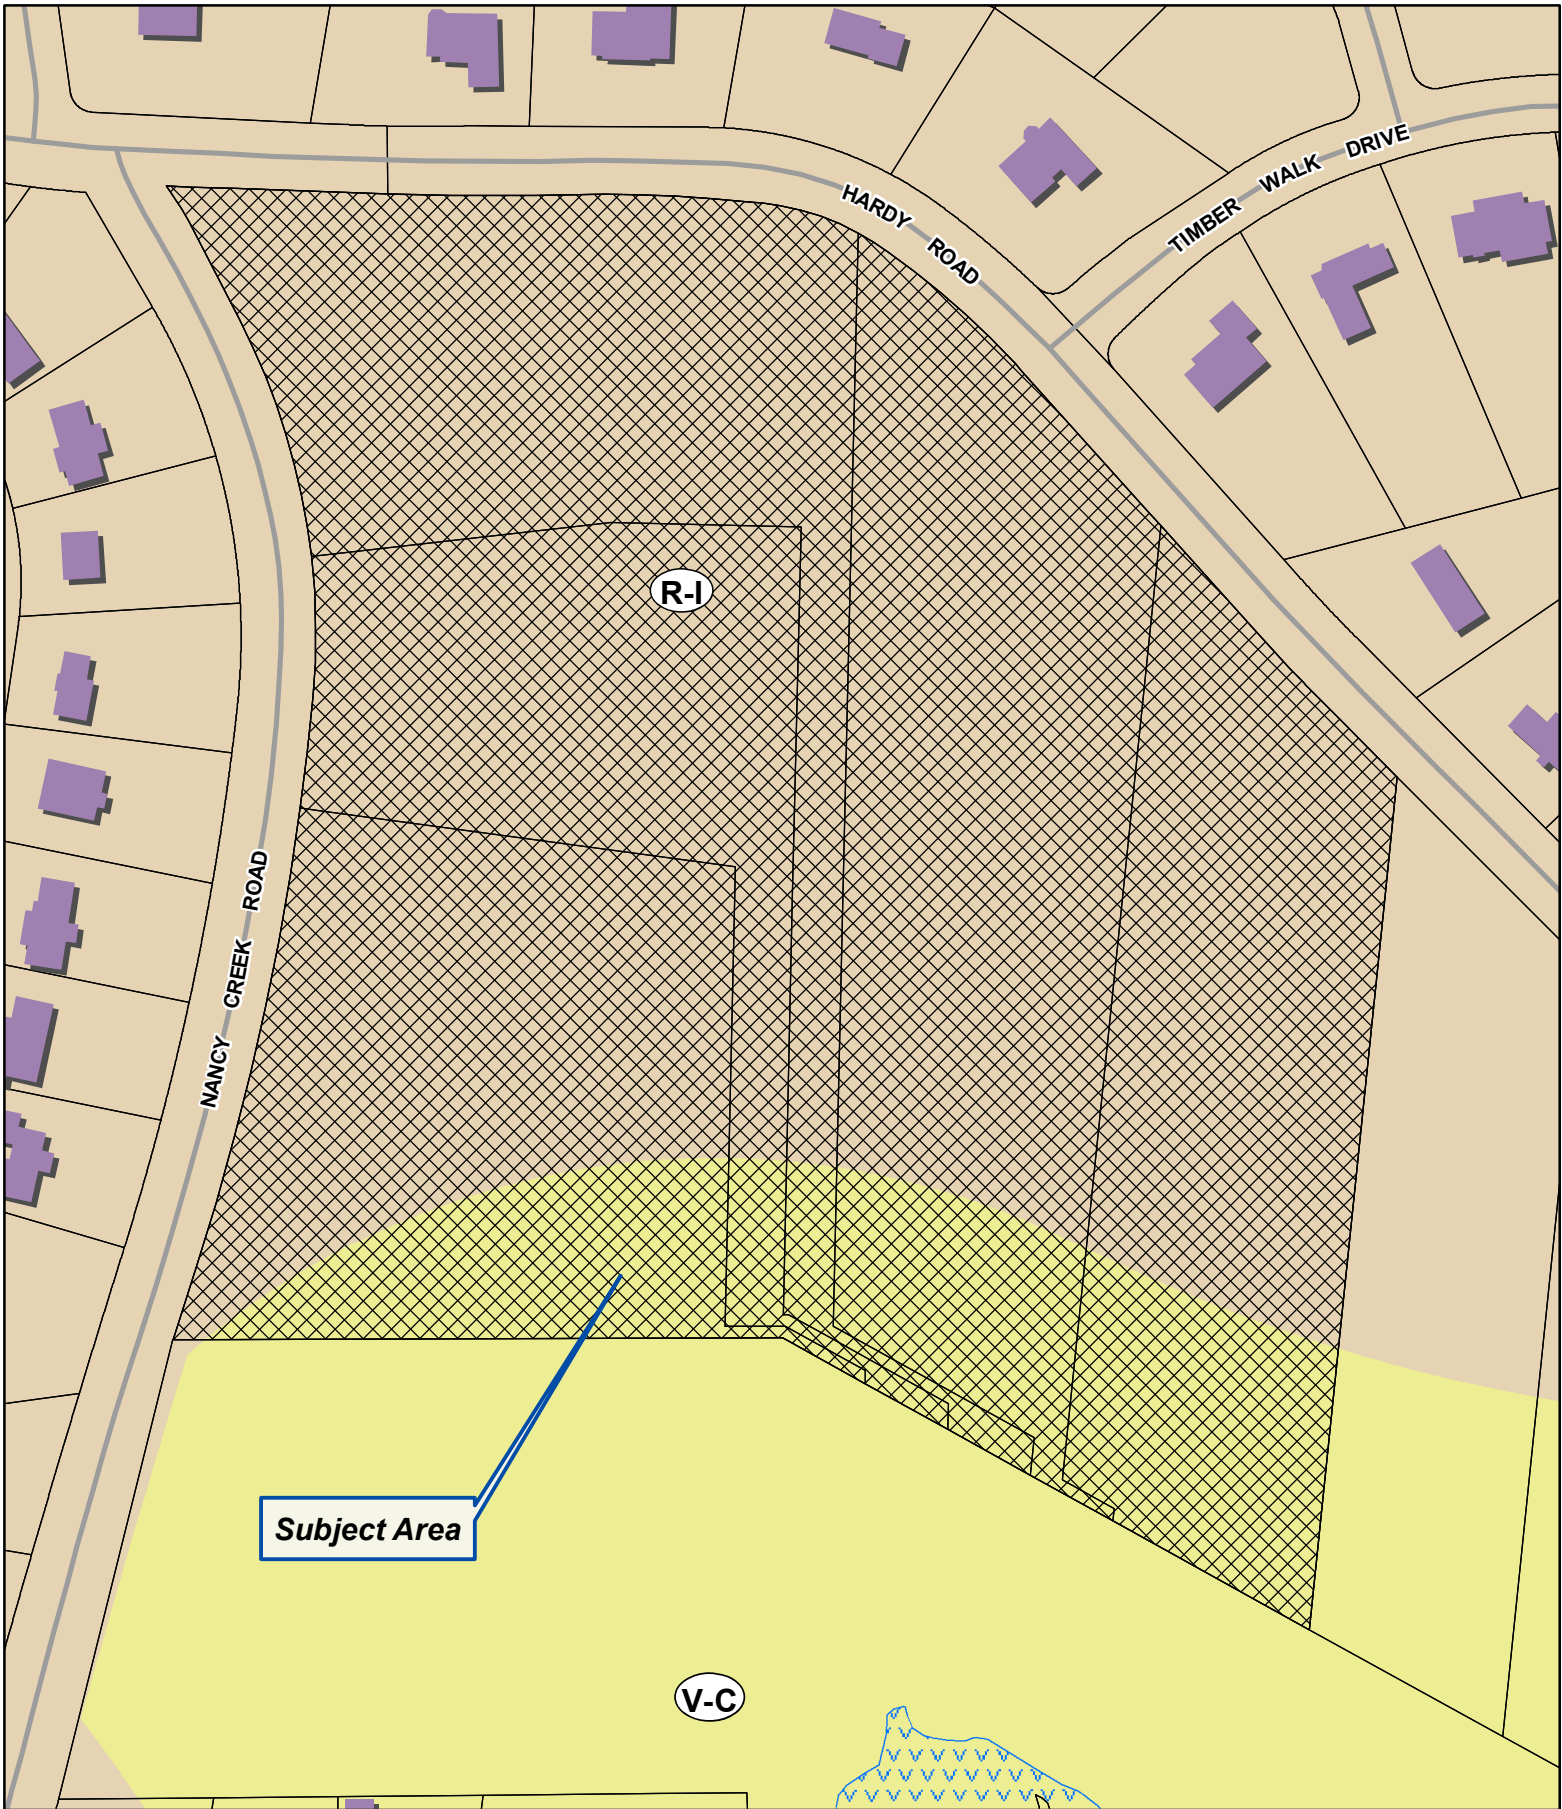 HARDY ROAD
TIMBER WALK DRIVE
R-I
NANCY CREEK ROAD
Subject Area
V-C